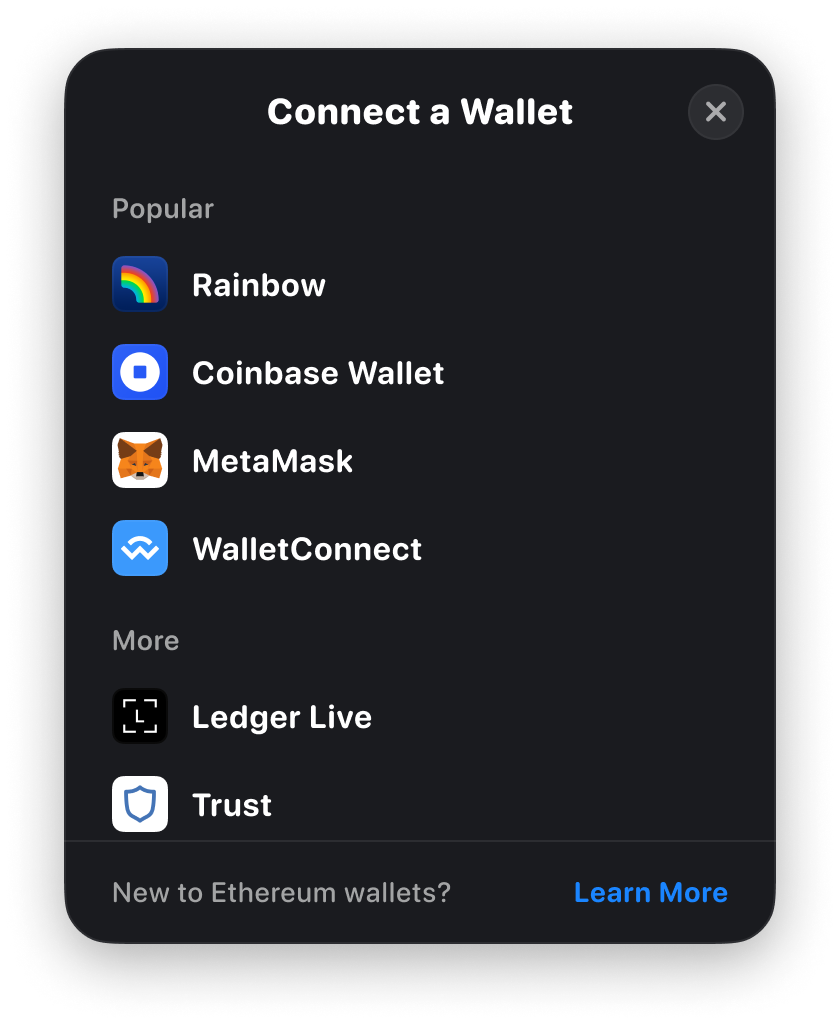 Connect a Wallet
Popular
Rainbow
Coinbase Wallet
MetaMask
WalletConnect
More
L
Ledger Live
Trust
New to Ethereum wallets? Learn More